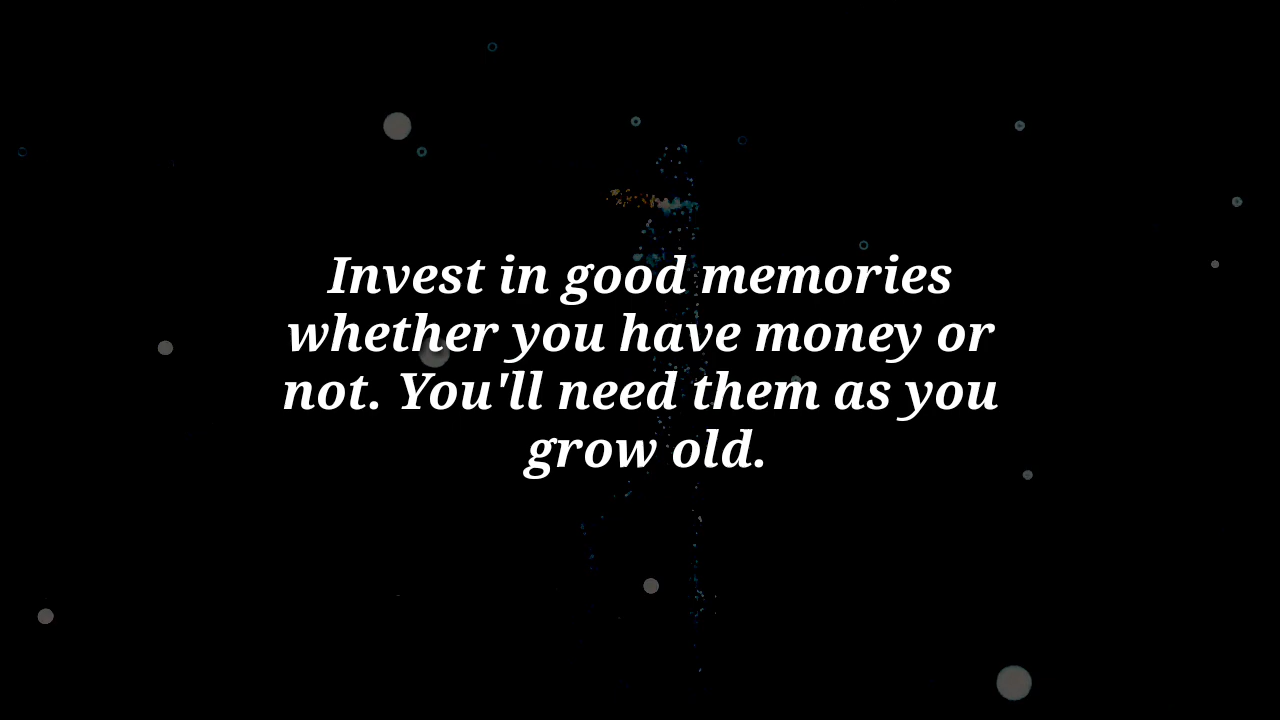 Invest in good memories
whether you have money or
not. You'll need them as you
grow old.